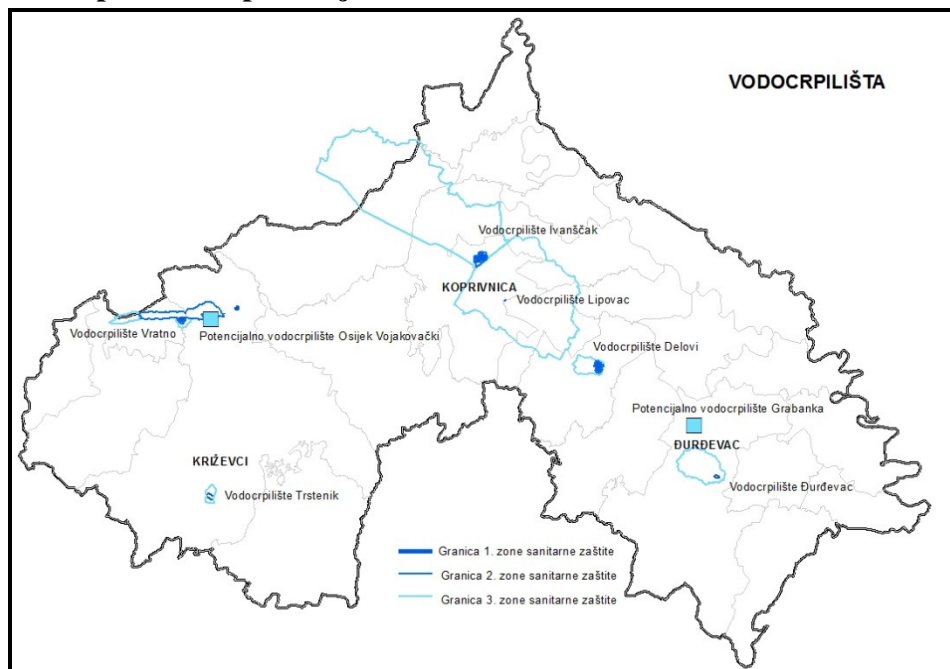 VODOCRPILIŠTA
Vodocrpilište Ivanščak
KOPRIVNICA
Vodocrpilište Lipovac
Vodocrpilište Vratno
Potencijalno vodocrpilište Osijek Vojakovački
Vodocrpilište Delovi
Potencijalno vodocrpilište Grabanka
ĐURĐEVAC
KRIŽEVCI
Vodocrpilište Đurđevac
Vodocrpilište Trstenik
Granica 1. zone sanitarne zaštite
Granica 2. zone sanitarne zaštite
Granica 3. zone sanitarne zaštite